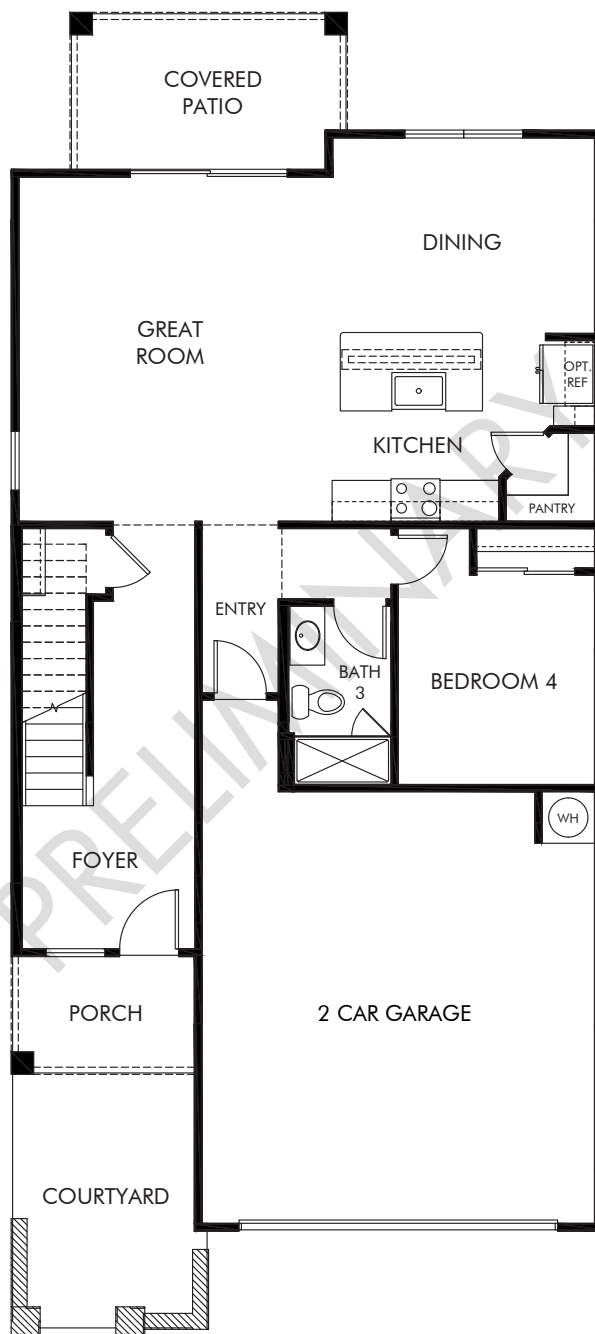 COVERED
PATIO
DINING
GREAT
ROOM
OPT.
REF
KITCHEN
PANTRY
ENTRY
BATH
3
BEDROOM 4
WH
FOYER
PORCH
2 CAR GARAGE
COURTYARD
PRELIMINARY